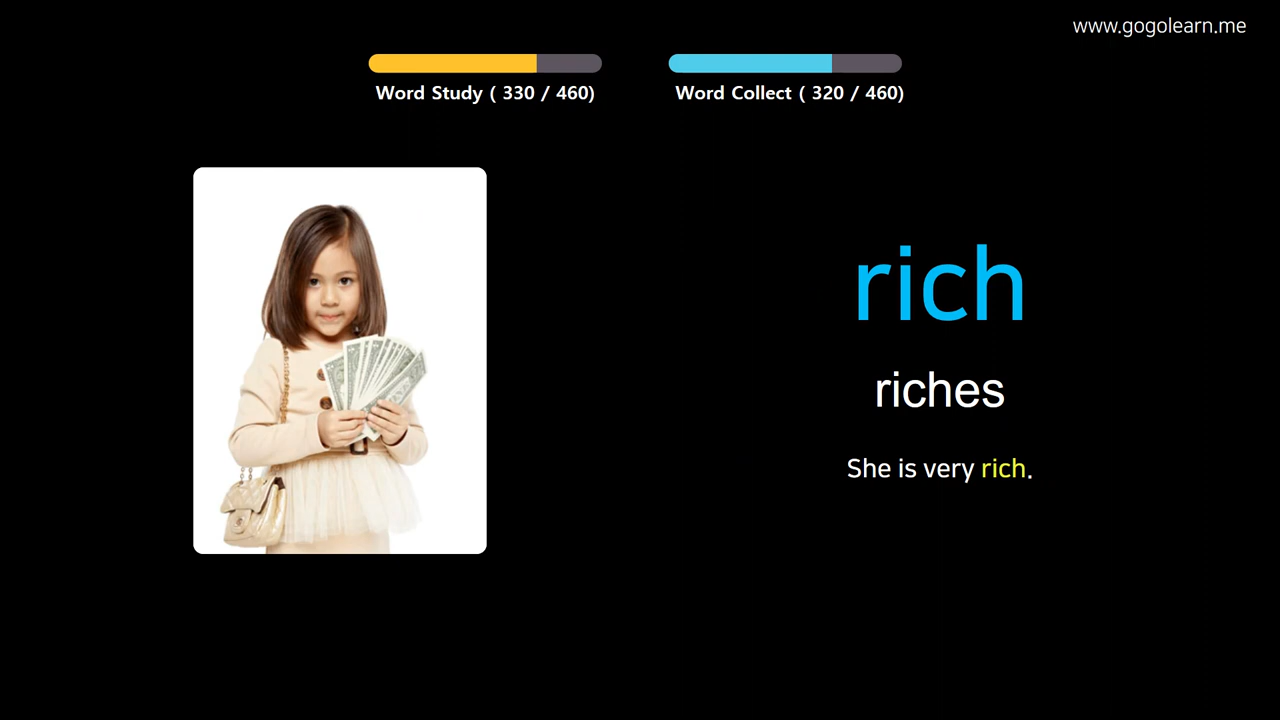 www.gogolearn.me
Word Study ( 330 / 460)
Word Collect ( 320 / 460)
rich
riches
She is very rich.